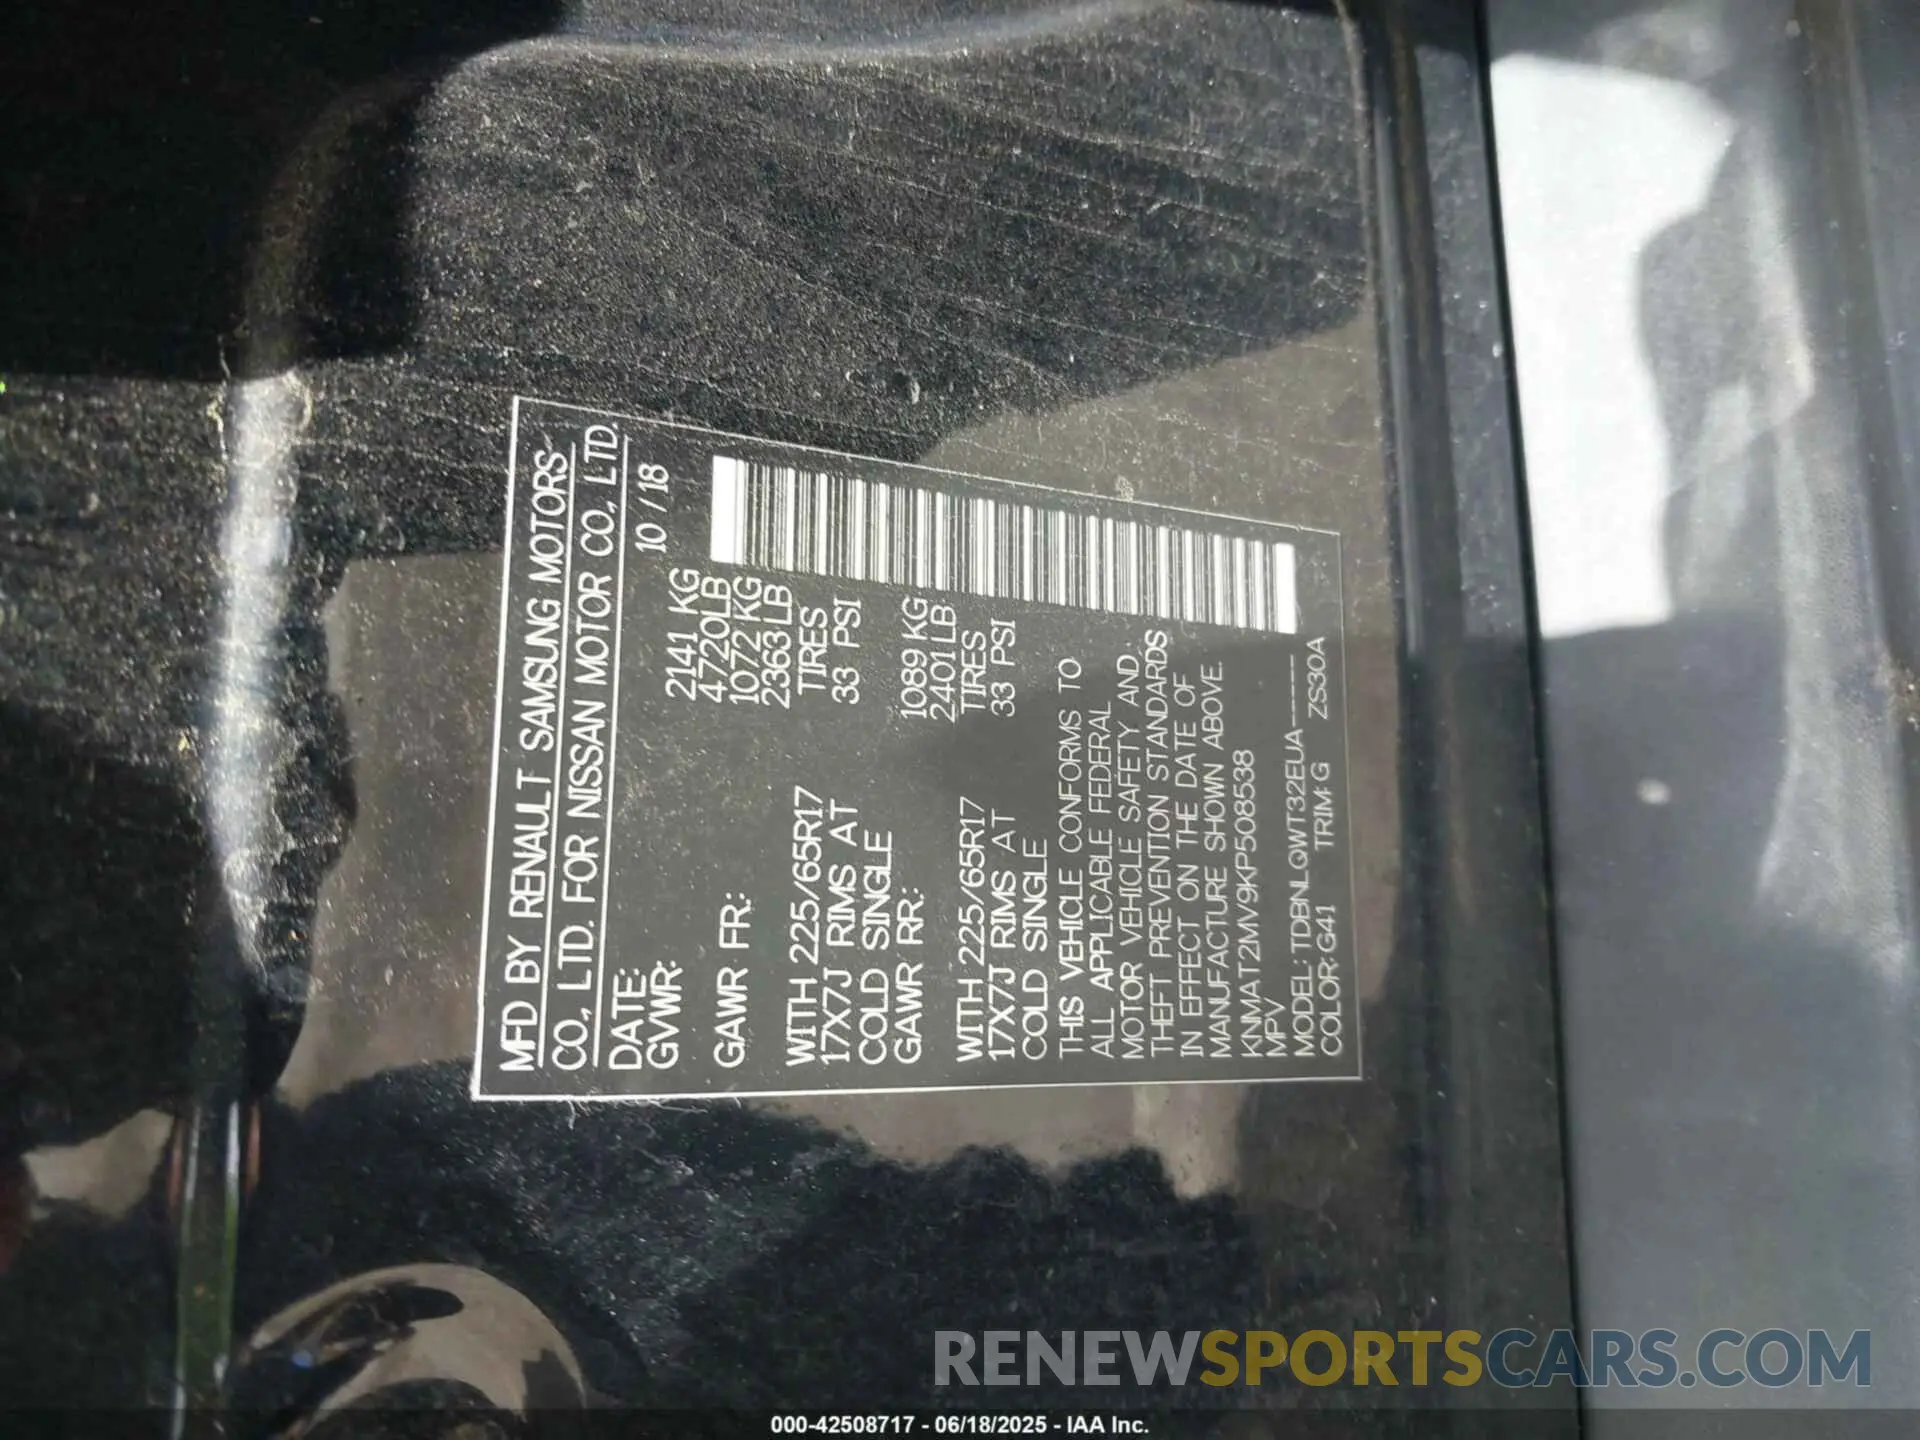 MFD BY RENAULT SAMSUNG MOTORS
CO., LTD. FOR NISSAN MOTOR CO., LTD.
DATE: 10 / 18
GVWR: 2141 KG
4720LB
GAWR FR: 1072 KG
2363 LB
WITH 225/65R17 TIRES
17X7J RIMS AT 33 PSI
COLD SINGLE
GAWR RR: 1089 KG
2401 LB
WITH 225/65R17 TIRES
17X7J RIMS AT 33 PSI
COLD SINGLE
THIS VEHICLE CONFORMS TO
ALL APPLICABLE FEDERAL
MOTOR VEHICLE SAFETY AND
THEFT PREVENTION STANDARDS
IN EFFECT ON THE DATE OF
MANUFACTURE SHOWN ABOVE.
KNMAT2MV9KP508538
MPV
MODEL: TDBNLQWT32EUA-----
COLOR: G41 TRIM: G ZS30A
RENEWSPORTSCARS.COM
000-42508717 - 06/18/2025 - IAA Inc.